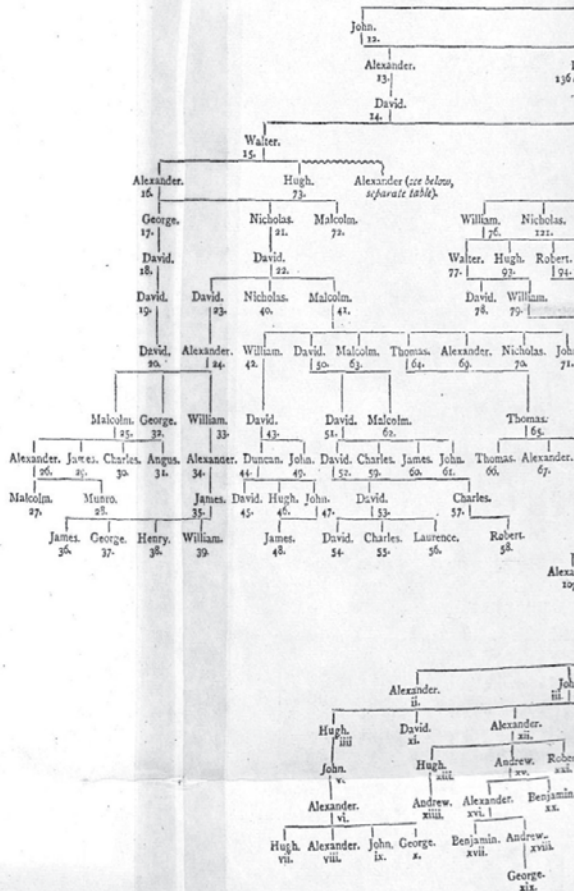 John.
12.
Alexander.
13.
136.
David.
14.
Walter.
15.
Alexander. Hugh. Alexander (see below,
16. 73. separate table).
George. Nicholas. Malcolm. William. Nicholas.
17. 21. 72. 76. 121.
David. David. Walter. Hugh. Robert.
18. 22. 77. 92. 94.
David. David. Nicholas. Malcolm. David. William.
19. 23. 40. 41. 78. 79.
David. Alexander. William. David. Malcolm. Thomas. Alexander. Nicholas. John
20. 24. 42. 50. 63. 64. 69. 70. 71.
Malcolm. George. William. David. David. Malcolm. Thomas.
25. 32. 33. 43. 51. 62. 65.
Alexander. James. Charles. Angus. Alexander. Duncan. John. David. Charles. James. John. Thomas. Alexander.
26. 29. 30. 31. 34. 44. 49. 52. 59. 60. 61. 66. 67.
Malcolm. Munro. James. David. Hugh. John. David. Charles.
27. 28. 35. 45. 46. 47. 53. 57.
James. George. Henry. William. James. David. Charles. Laurence. Robert.
36. 37. 38. 39. 48. 54. 55. 56. 58.
Alexa
Alexander. Joh
ii. iii.
Hugh. David. Alexander.
iiii xi. xii.
John. Hugh. Andrew. Rober
v. xiii. xv. xxi.
Alexander. Andrew. Alexander. Benjamin.
vi. xiiii. xvi. xx.
Hugh. Alexander. John. George. Benjamin. Andrew.
vii. viii. ix. x. xvii. xviii.
George.
xix.